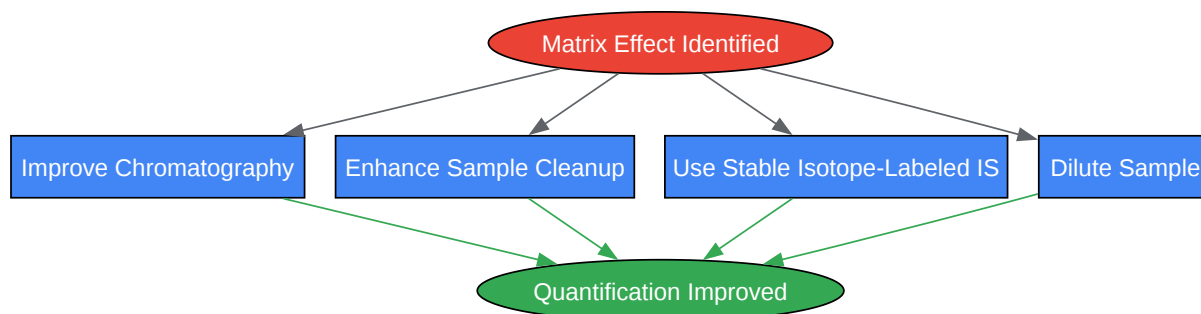 Matrix Effect Identified
Improve Chromatography
Enhance Sample Cleanup
Use Stable Isotope-Labeled IS
Dilute Sample
Quantification Improved